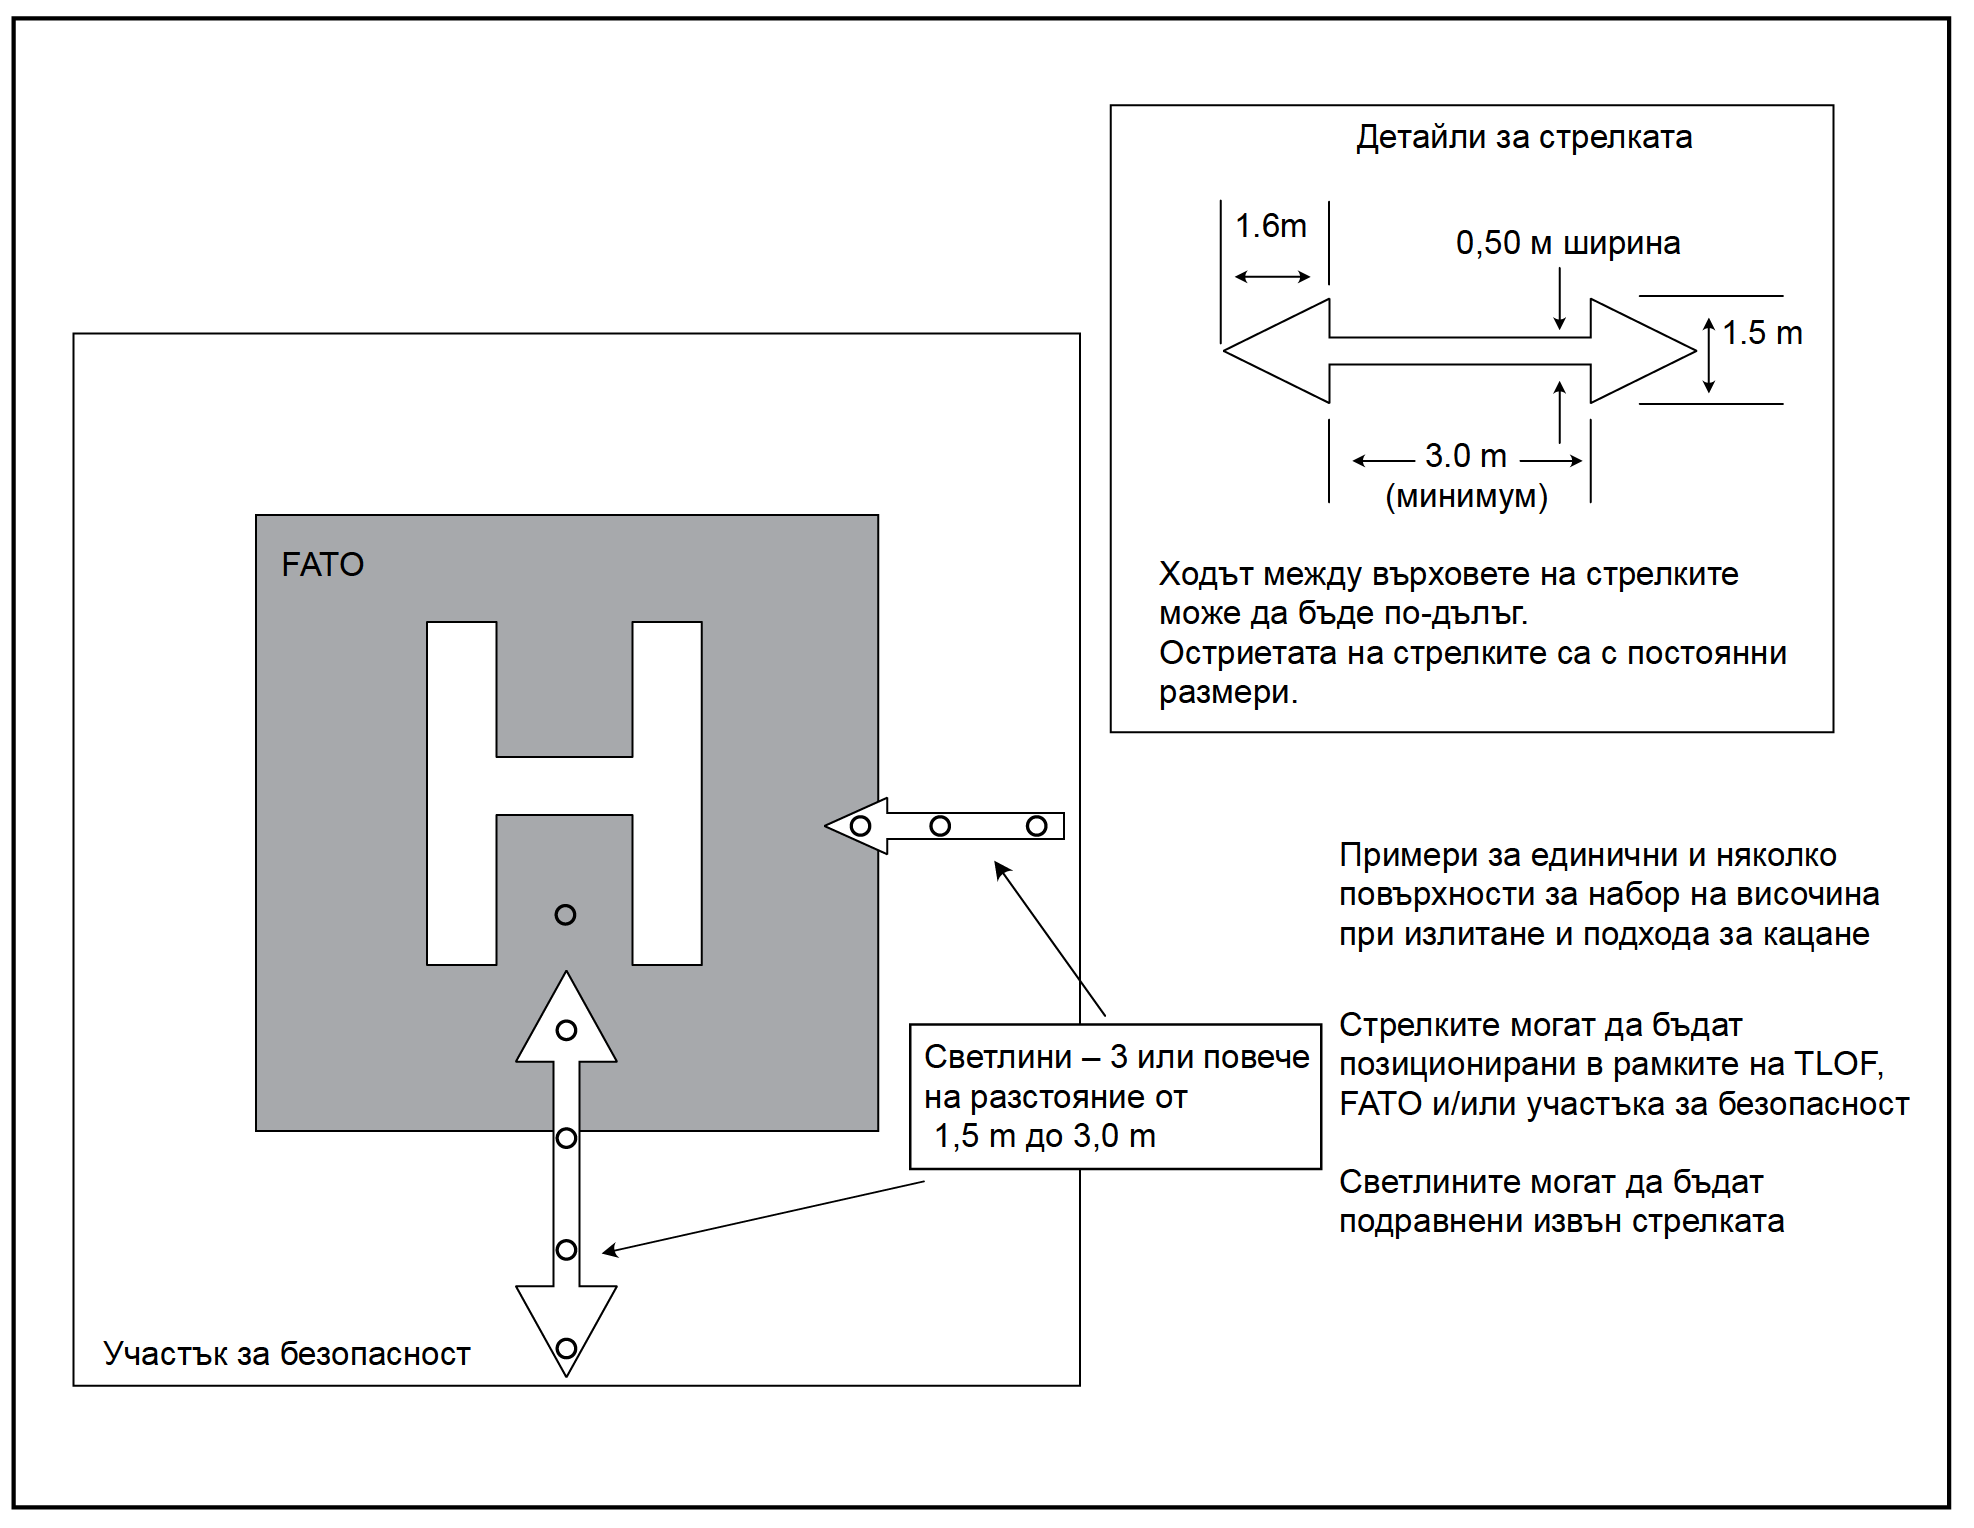 Детайли за стрелката
1.6m
0,50 м ширина
1.5 m
3.0 m
(минимум)
Ходът между върховете на стрелките
може да бъде по-дълъг.
Остриетата на стрелките са с постоянни
размери.
FATO
H
Примери за единични и няколко
повърхности за набор на височина
при излитане и подхода за кацане
Светлини – 3 или повече
на разстояние от
1,5 m до 3,0 m
Стрелките могат да бъдат
позиционирани в рамките на TLOF,
FATO и/или участъка за безопасност
Светлините могат да бъдат
подравнени извън стрелката
Участък за безопасност